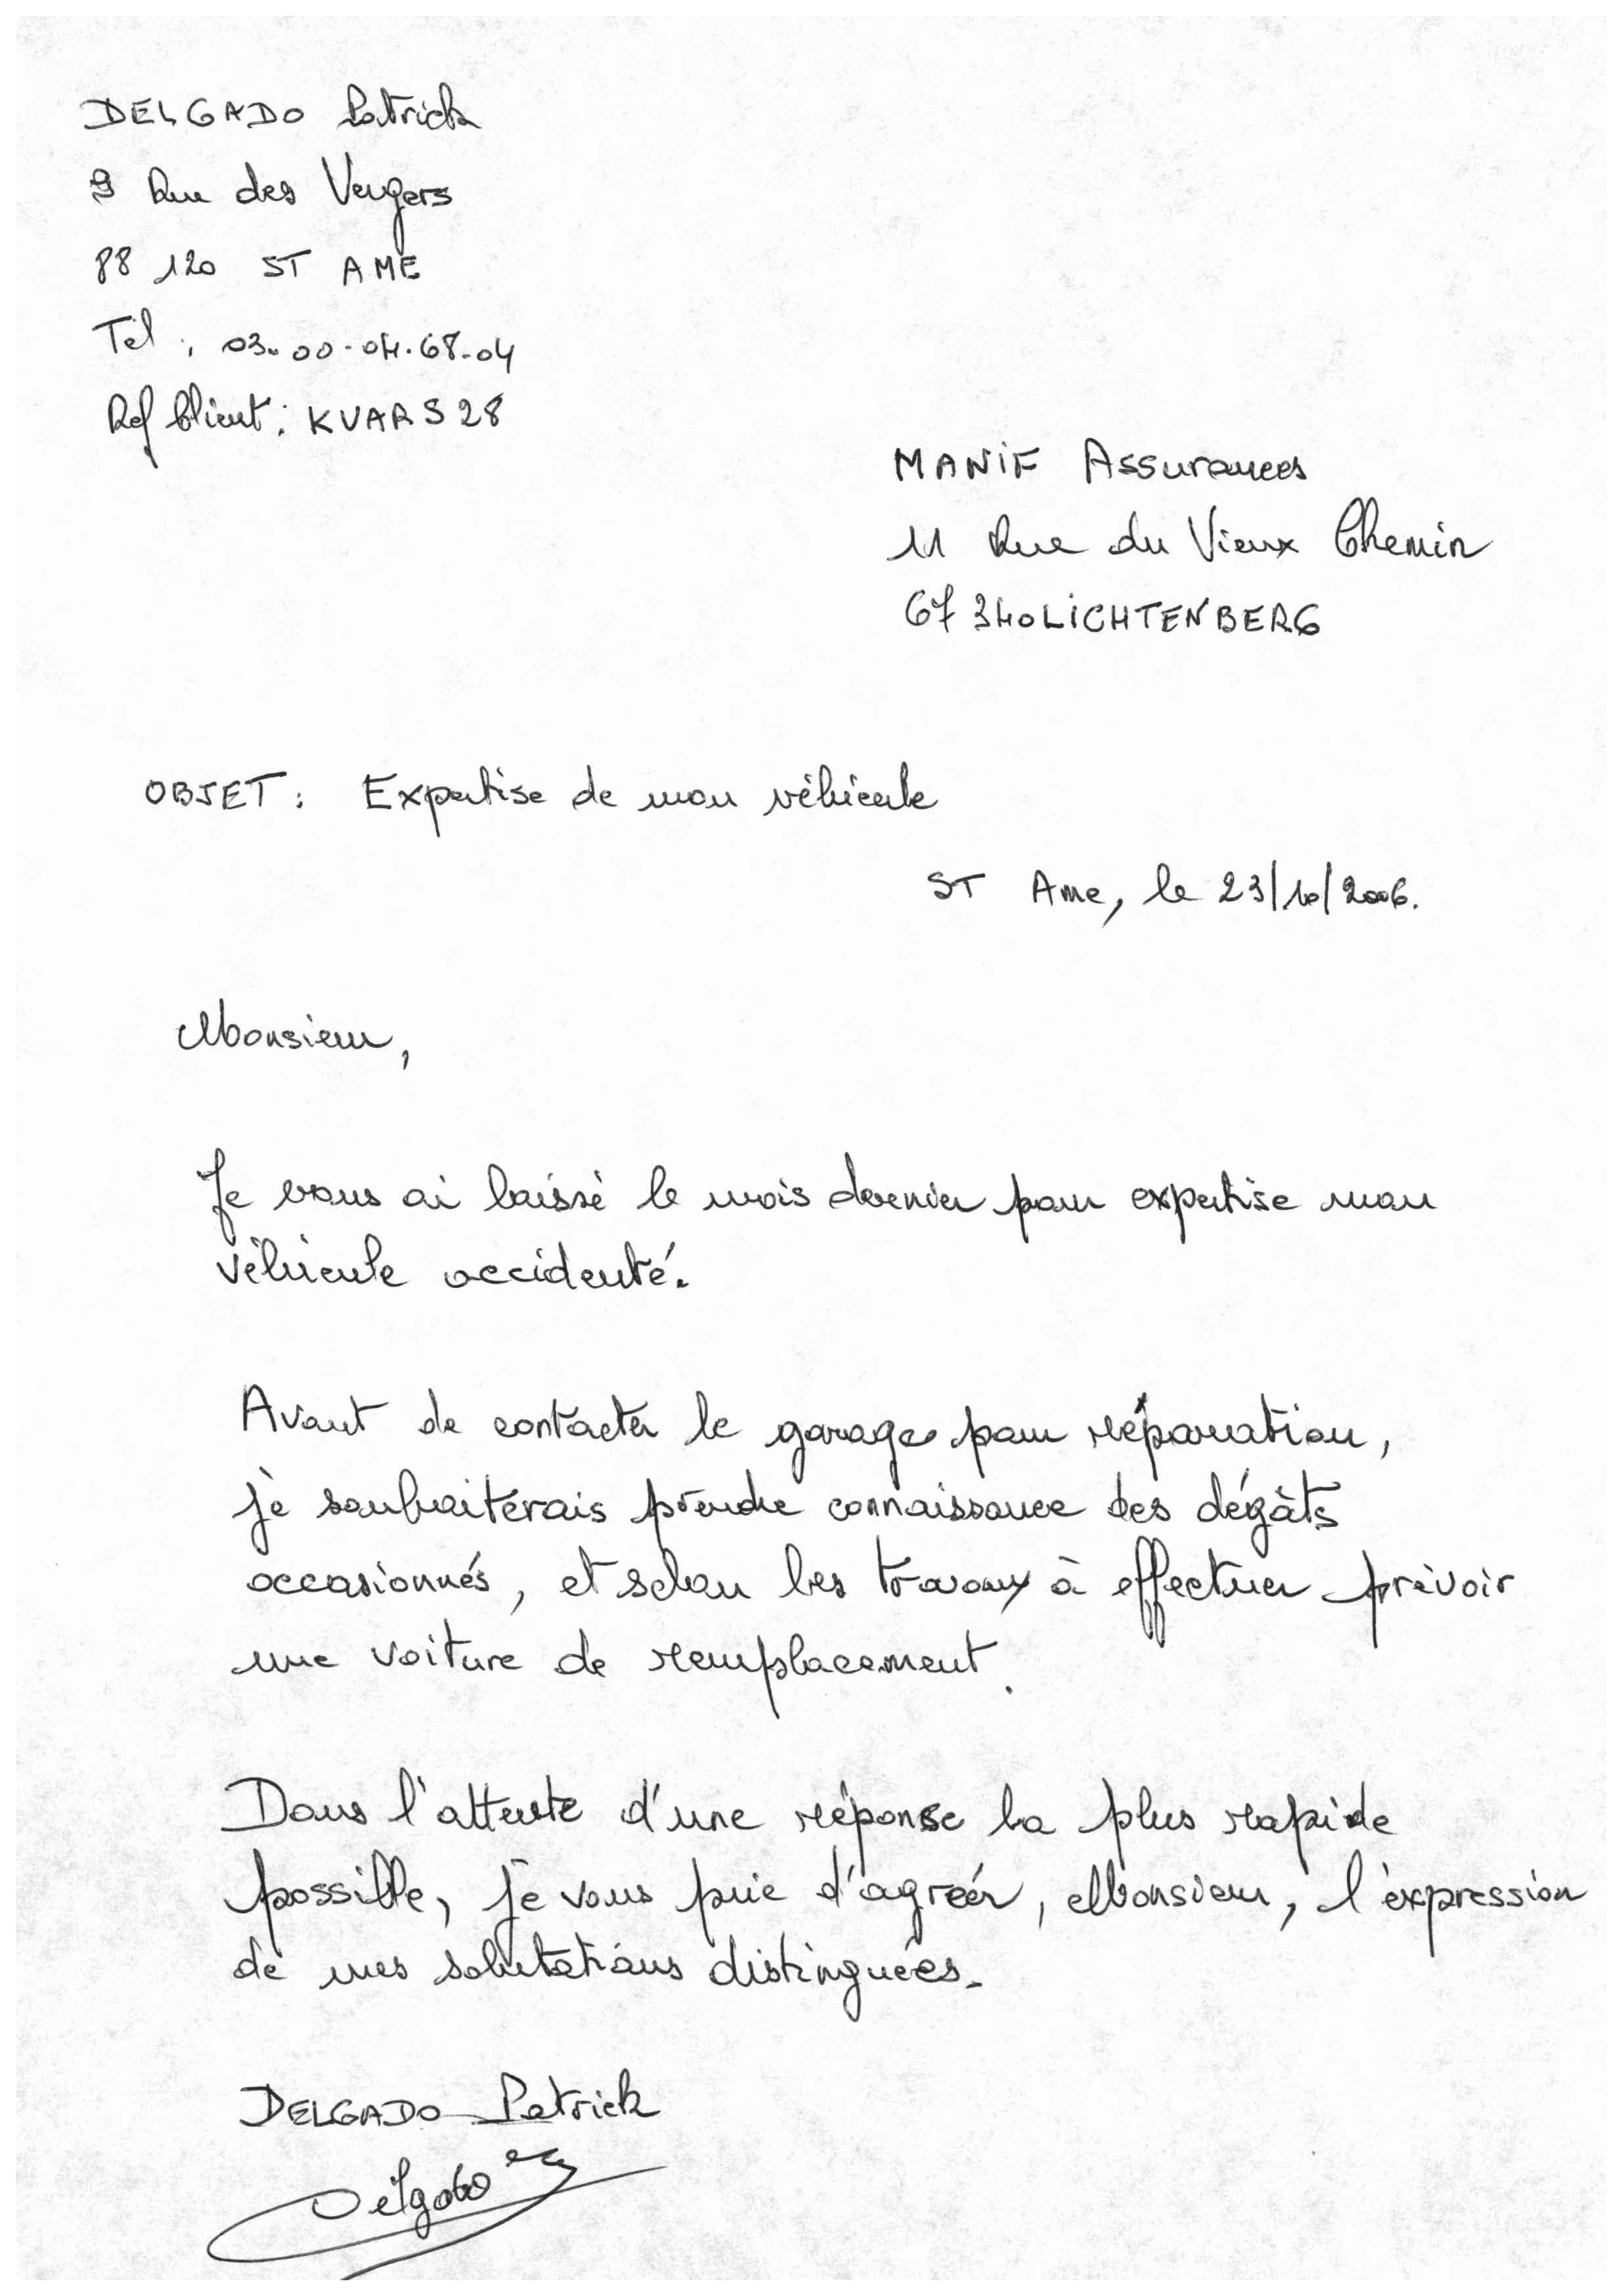 DELGADO Patrick
9 Rue des Vergers
88 120 ST AME
Tel : 03.00.04.68.04
Ref Client : KVARS28
MANIF Assurances
11 Rue du Vieux Chemin
67 340 LICHTENBERG
OBJET : Expertise de mon véhicule
ST Ame, le 23/10/2006.
Monsieur,
Je vous ai laissé le mois dernier pour expertise mon
véhicule accidenté.
Avant de contacter le garage pour réparation,
je souhaiterais prendre connaissance des dégâts
occasionnés, et selon les travaux à effectuer prévoir
une voiture de remplacement.
Dans l'attente d'une réponse la plus rapide
possible, je vous prie d'agréer, Monsieur, l'expression
de mes salutations distinguées.
DELGADO Patrick
Delgado